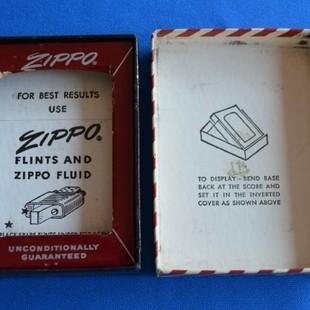 ZIPPO
FOR BEST RESULTS
USE
ZIPPO
FLINTS AND
ZIPPO FLUID
UNCONDITIONALLY
GUARANTEED
TO DISPLAY - BEND BASE
BACK AT THE SCORE AND
SET IT IN THE INVERTED
COVER AS SHOWN ABOVE